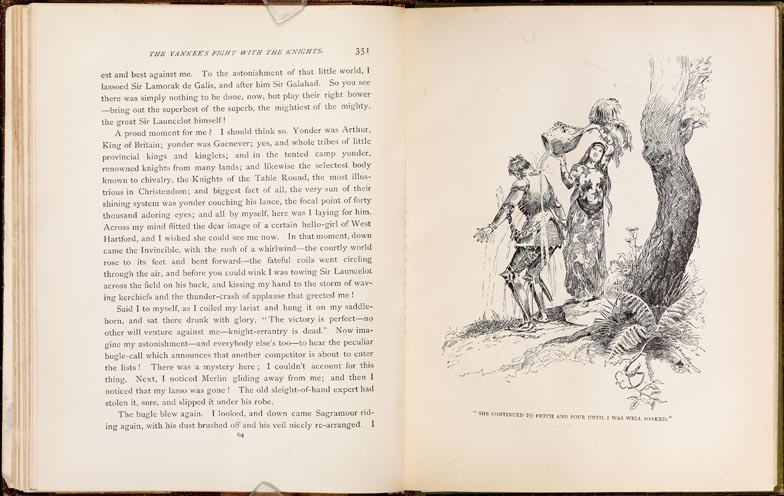 THE YANKEE'S FIGHT WITH THE KNIGHTS. 351
est and best against me. To the astonishment of that little world, I
lassoed Sir Lamorak de Galis, and after him Sir Galahad. So you see
there was simply nothing to be done, now, but play their right bower
—bring out the superbest of the superb, the mightiest of the mighty,
the great Sir Launcelot himself!
A proud moment for me? I should think so. Yonder was Arthur,
King of Britain; yonder was Guenever; yes, and whole tribes of little
provincial kings and kinglets; and in the tented camp yonder,
renowned knights from many lands; and likewise the selectest body
known to chivalry, the Knights of the Table Round, the most illus-
trious in Christendom; and biggest fact of all, the very sun of their
shining system was yonder couching his lance, the focal point of forty
thousand adoring eyes; and all by myself, here was I laying for him.
Across my mind flitted the dear image of a certain hello-girl of West
Hartford, and I wished she could see me now. In that moment, down
came the Invincible, with the rush of a whirlwind—the courtly world
rose to its feet and bent forward—the fateful coils went circling
through the air, and before you could wink I was towing Sir Launcelot
across the field on his back, and kissing my hand to the storm of wav-
ing kerchiefs and the thunder-crash of applause that greeted me!
Said I to myself, as I coiled my lariat and hung it on my saddle-
horn, and sat there drunk with glory, "The victory is perfect—no
other will venture against me—knight-errantry is dead." Now ima-
gine my astonishment—and everybody else's too—to hear the peculiar
bugle-call which announces that another competitor is about to enter
the lists! There was a mystery here; I couldn't account for this
thing. Next, I noticed Merlin gliding away from me; and then I
noticed that my lasso was gone! The old sleight-of-hand expert had
stolen it, sure, and slipped it under his robe.
The bugle blew again. I looked, and down came Sagramour rid-
ing again, with his dust brushed off and his veil nicely re-arranged. I
64
"SHE CONTINUED TO FETCH AND POUR UNTIL I WAS WELL SOAKED."